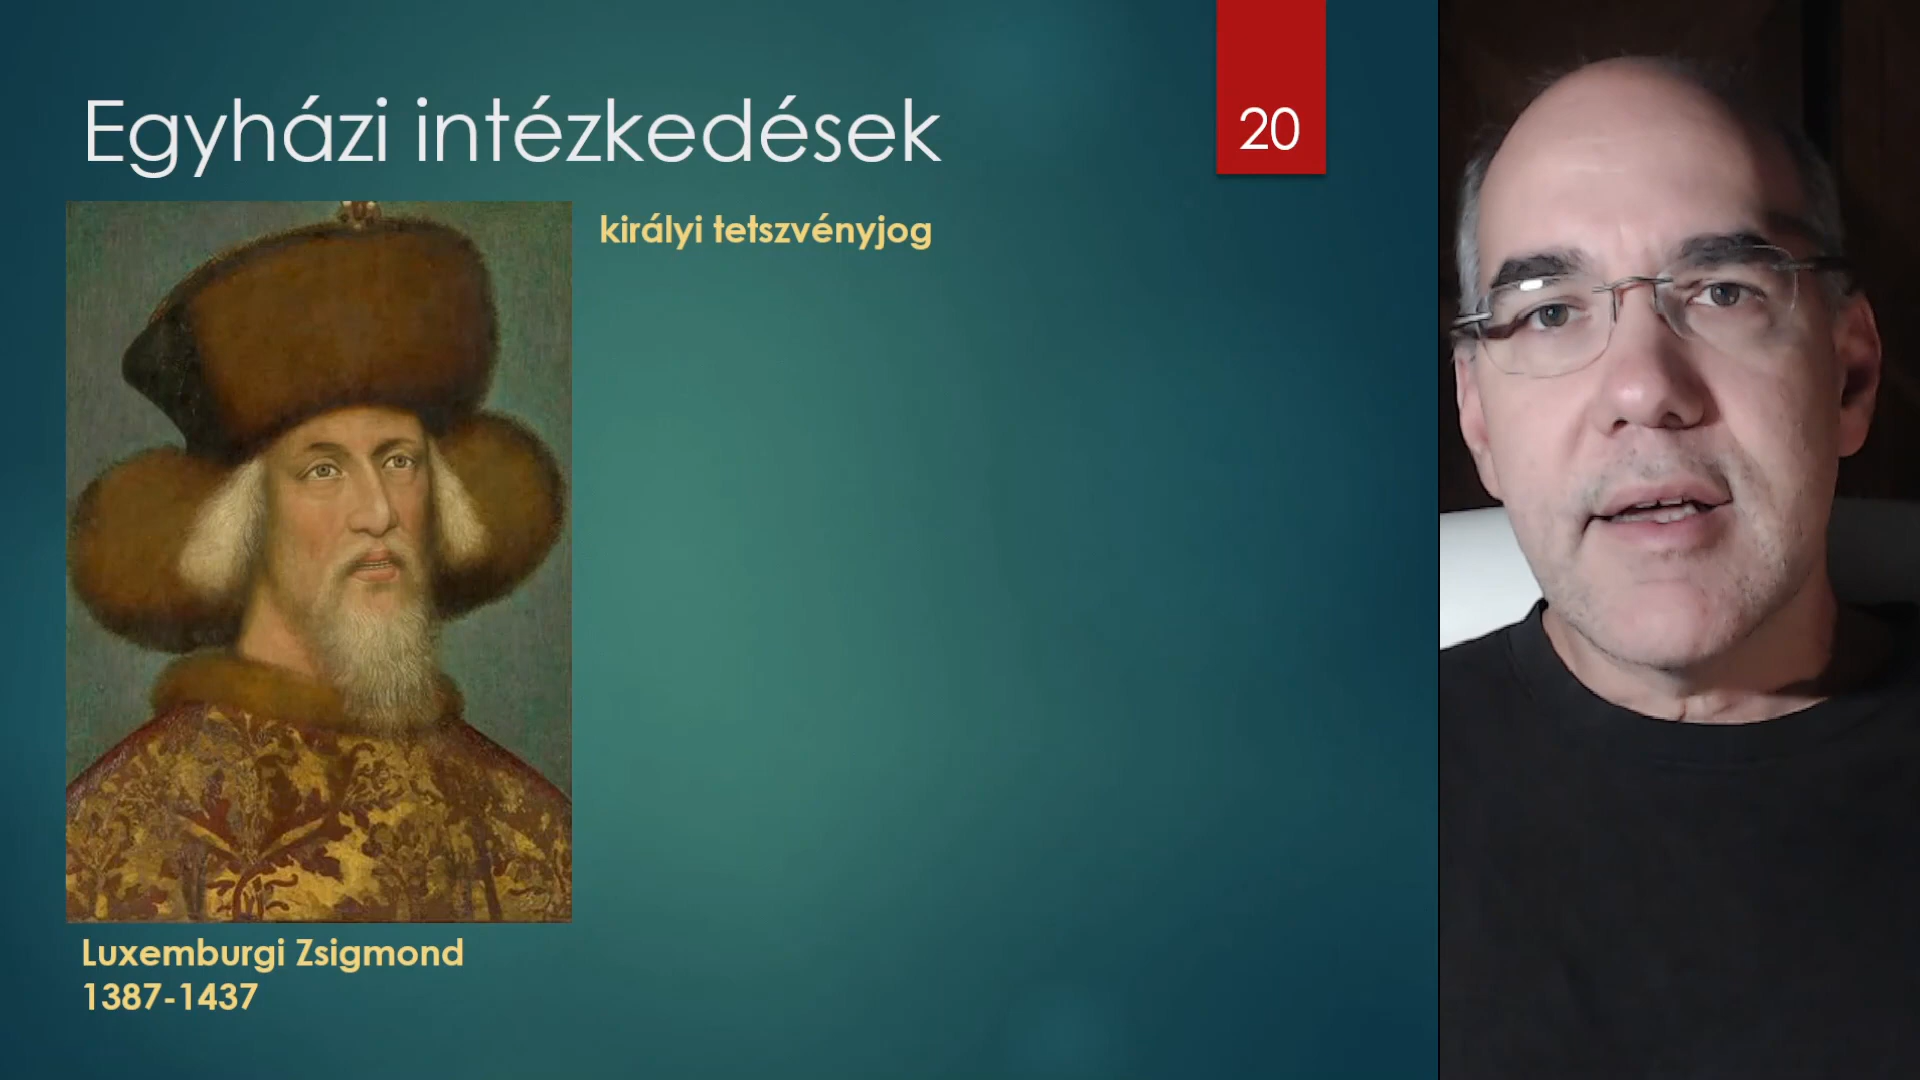 Egyházi intézkedések
20
királyi tetszvényjog
Luxemburgi Zsigmond
1387-1437